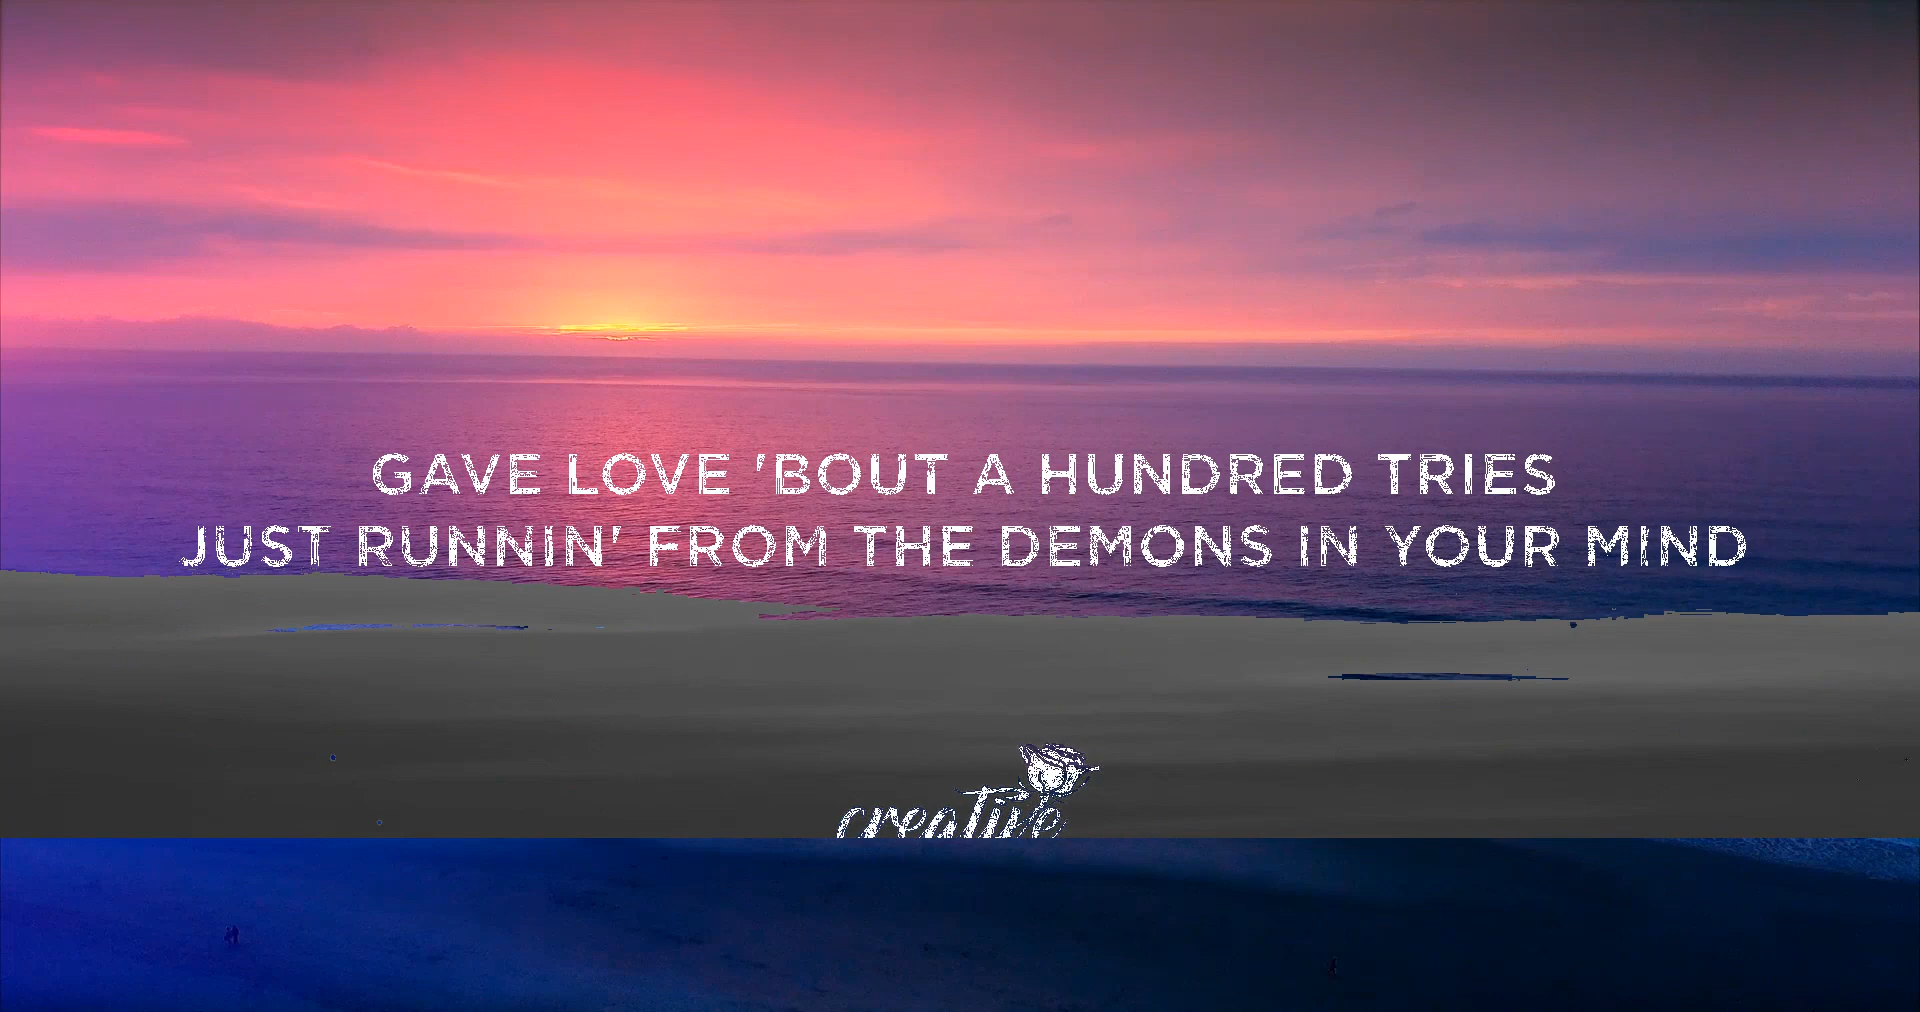 GAVE LOVE 'BOUT A HUNDRED TRIES
JUST RUNNIN' FROM THE DEMONS IN YOUR MIND
creative